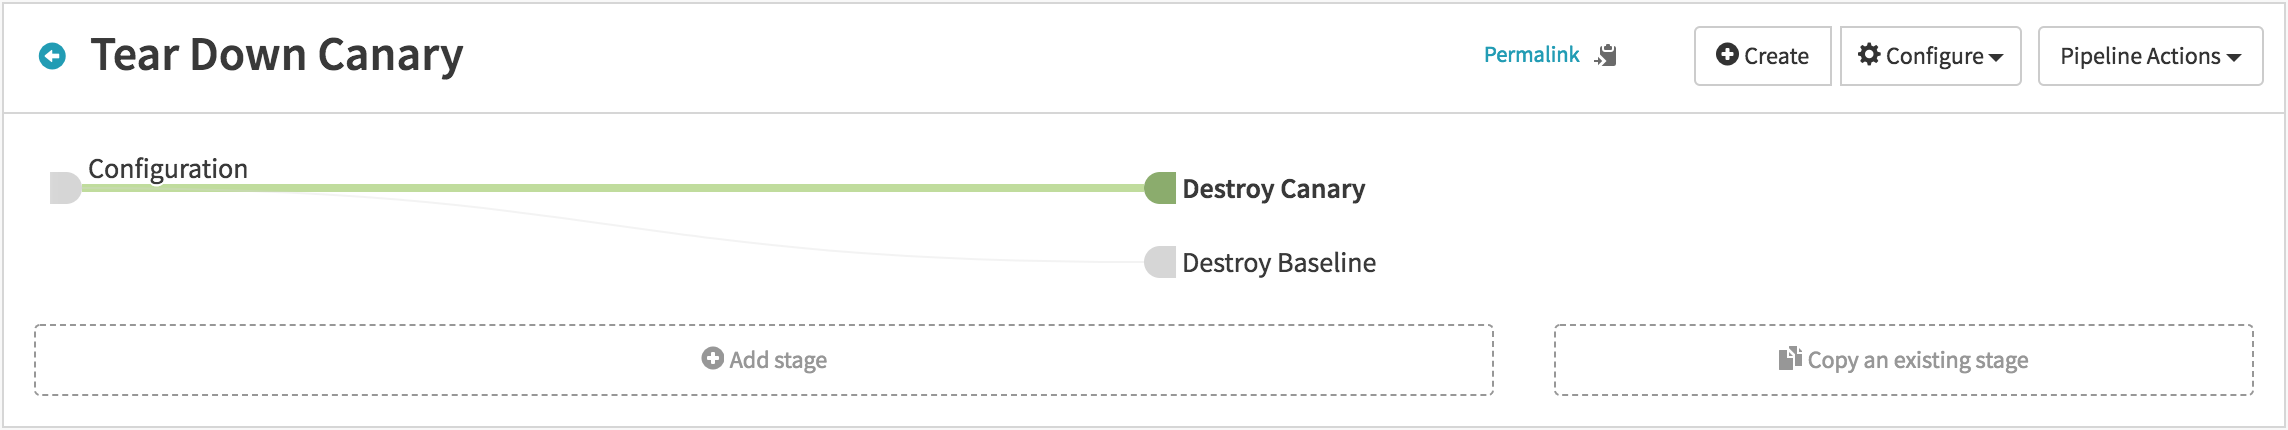 Tear Down Canary
Permalink
Create
Configure
Pipeline Actions
Configuration
Destroy Canary
Destroy Baseline
Add stage
Copy an existing stage